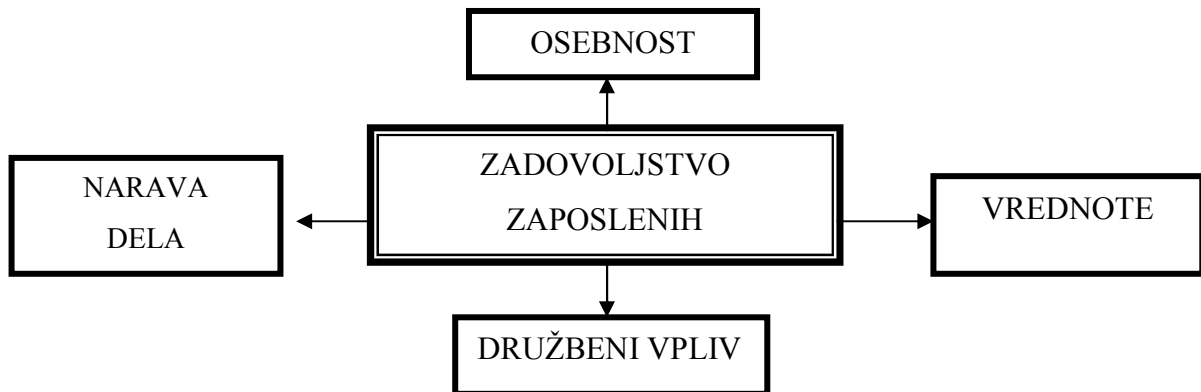 OSEBNOST
ZADOVOLJSTVO
ZAPOSLENIH
NARAVA
DELA
VREDNOTE
DRUŽBENI VPLIV